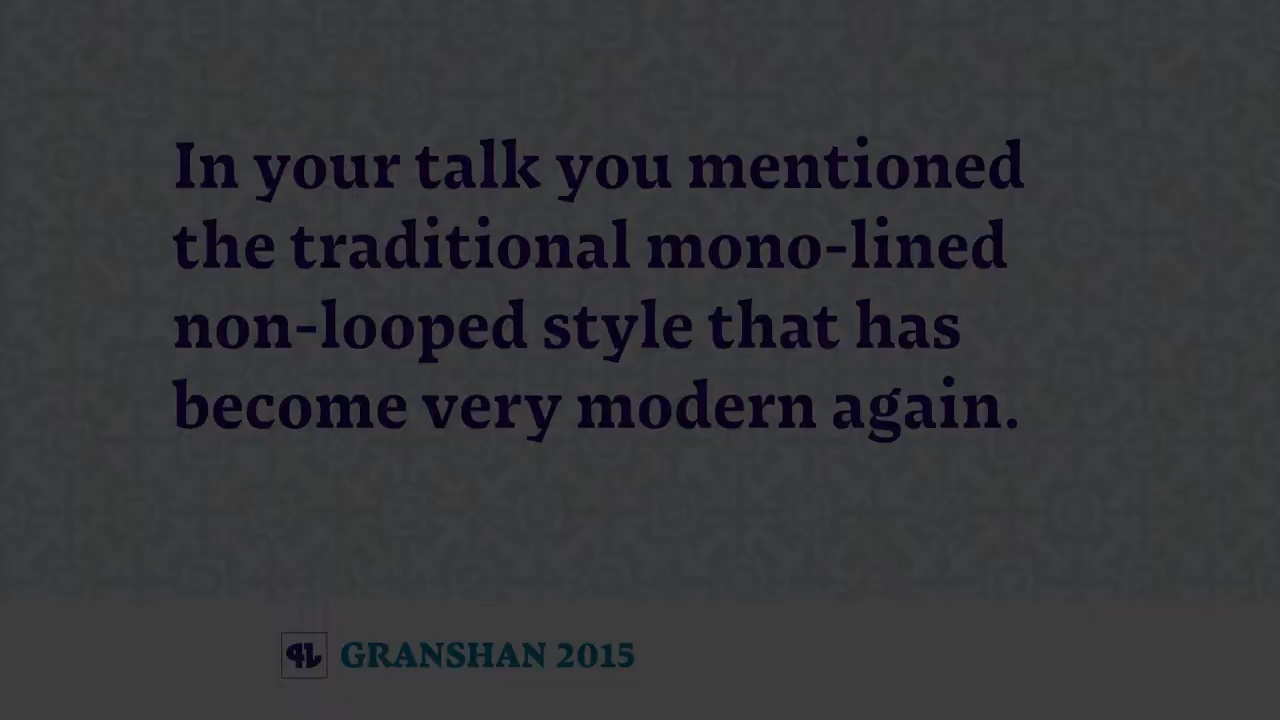 In your talk you mentioned
the traditional mono-lined
non-looped style that has
become very modern again.
GRANSHAN 2015